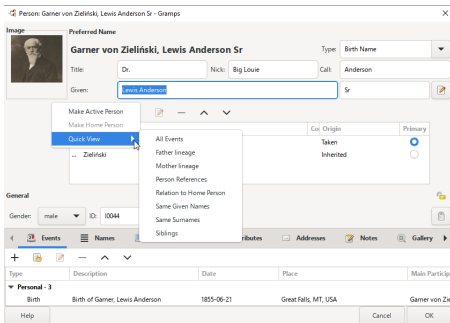 Person: Garner von Zieliński, Lewis Anderson Sr - Gramps
Image
Preferred Name
Garner von Zieliński, Lewis Anderson Sr
Type: Birth Name
Title: Dr. Nick: Big Louie Call: Anderson
Given: Lewis Anderson Sr
Make Active Person
Make Home Person
Quick View
All Events
Father lineage
Mother lineage
Person References
Relation to Home Person
Same Given Names
Same Surnames
Siblings
Co Origin Primary
Taken
... Zieliński Inherited
General
Gender: male ID: I0044
Events Names ributes Addresses Notes Gallery
Type Description Date Place Main Particip
Personal - 3
Birth Birth of Garner, Lewis Anderson 1855-06-21 Great Falls, MT, USA Garner von Zie
Help Cancel OK